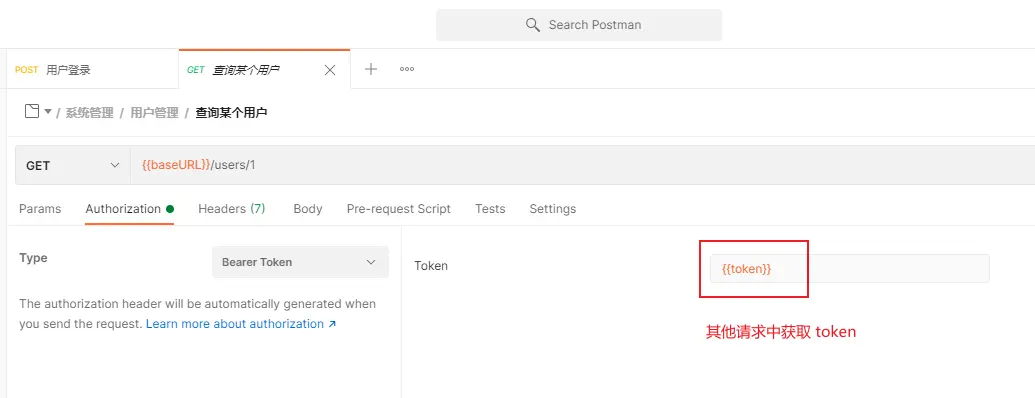 Search Postman
POST 用户登录
GET 查询某个用户
/ 系统管理 / 用户管理 / 查询某个用户
GET {{baseURL}}/users/1
Params Authorization Headers (7) Body Pre-request Script Tests Settings
Type Bearer Token
Token {{token}}
The authorization header will be automatically generated when
you send the request. Learn more about authorization ↗
其他请求中获取 token